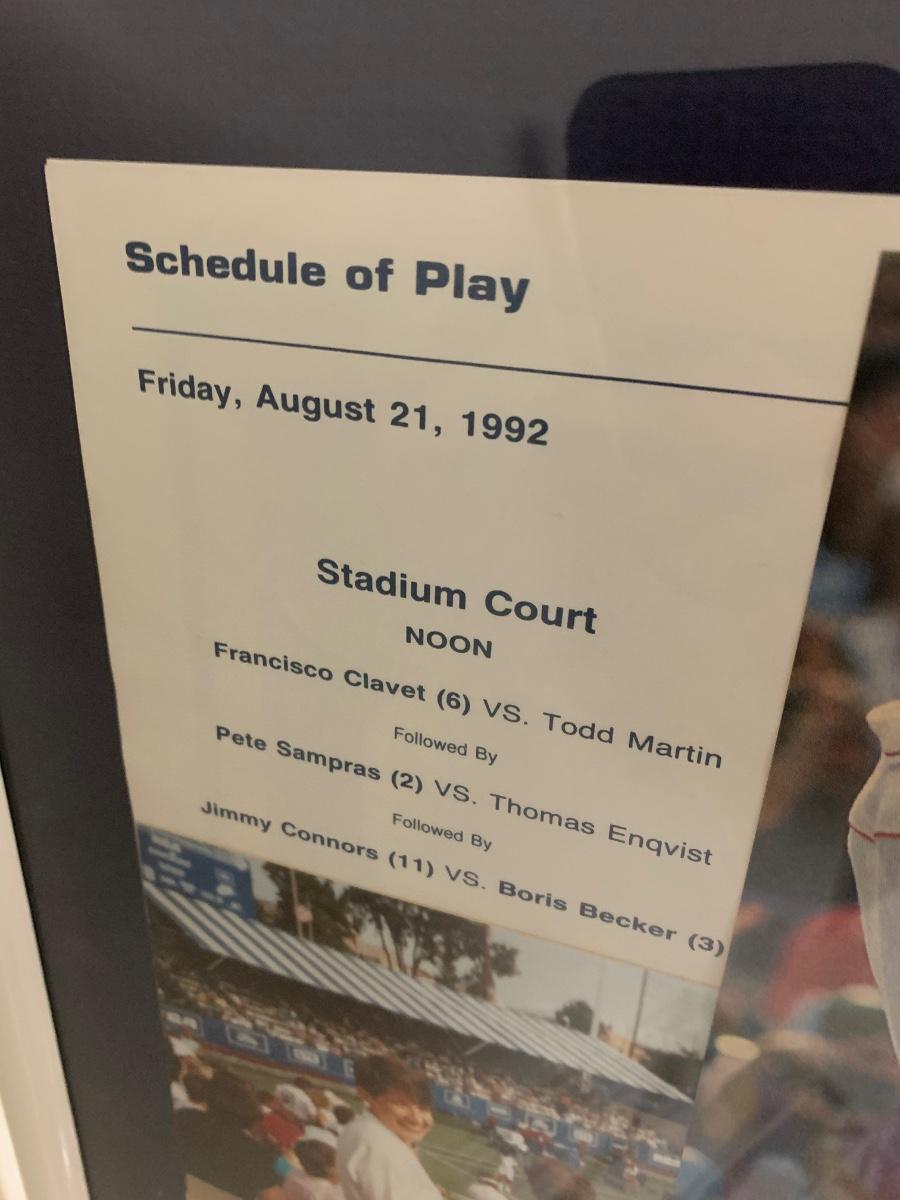 Schedule of Play
Friday, August 21, 1992
Stadium Court
NOON
Francisco Clavet (6) VS. Todd Martin
Followed By
Pete Sampras (2) VS. Thomas Enqvist
Followed By
Jimmy Connors (11) VS. Boris Becker (3)